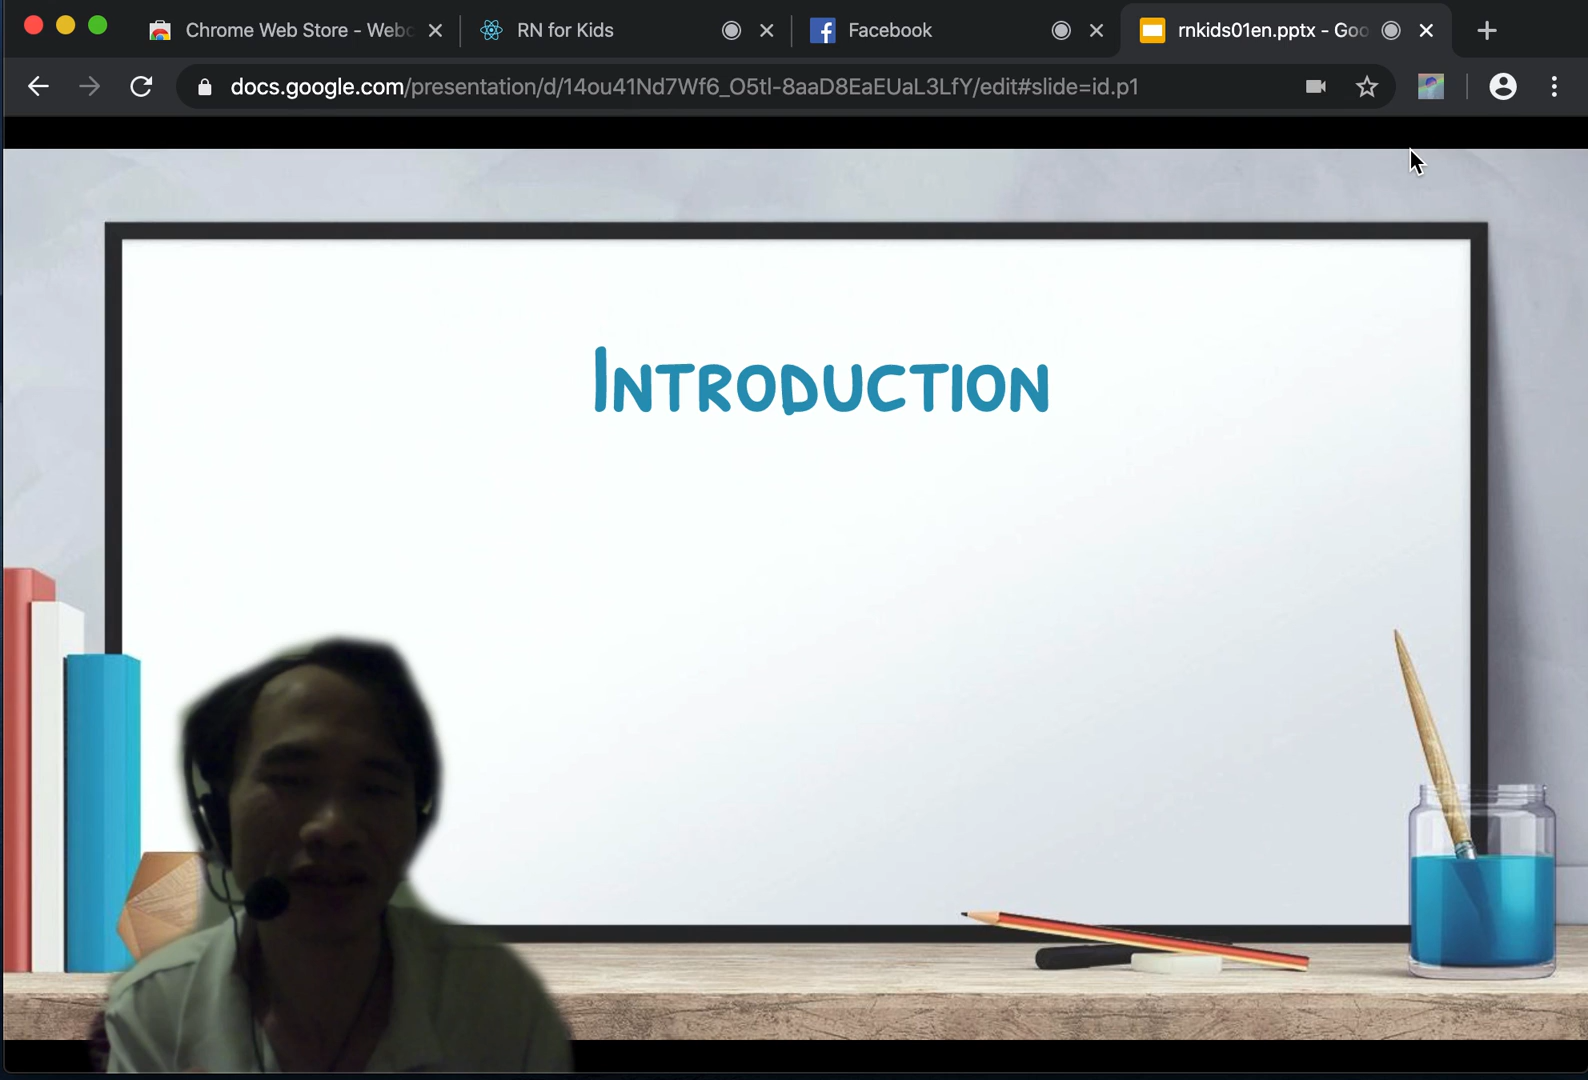 Chrome Web Store - Webc
RN for Kids
Facebook
rnkids01en.pptx - Goo
docs.google.com/presentation/d/14ou41Nd7Wf6_O5tl-8aaD8EaEUaL3LfY/edit#slide=id.p1
INTRODUCTION